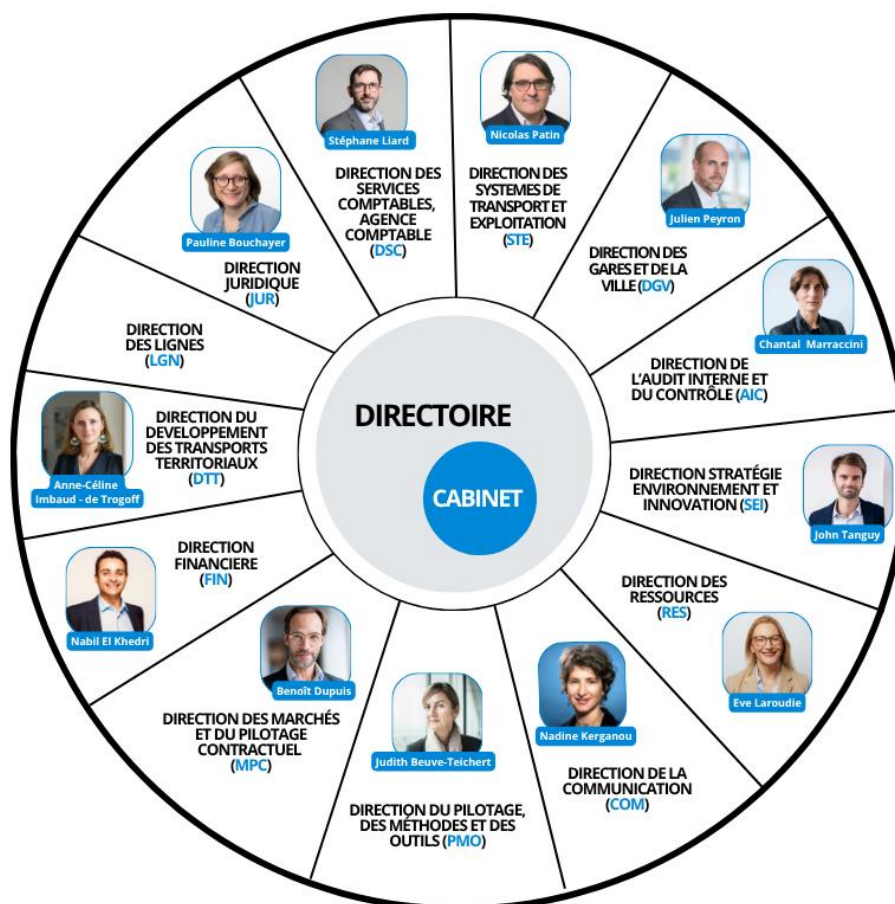 Stéphane Liard
DIRECTION DES
SERVICES
COMPTABLES,
AGENCE
COMPTABLE
(DSC)
Nicolas Patin
DIRECTION DES
SYSTEMES DE
TRANSPORT ET
EXPLOITATION
(STE)
Julien Peyron
DIRECTION DES
GARES ET DE LA
VILLE (DGV)
Chantal Marraccini
DIRECTION DE
L'AUDIT INTERNE ET
DU CONTRÔLE (AIC)
DIRECTION STRATÉGIE
ENVIRONNEMENT ET
INNOVATION (SEI)
John Tanguy
DIRECTION DES
RESSOURCES
(RES)
Eve Laroudie
Nadine Kerganou
DIRECTION DE LA
COMMUNICATION
(COM)
Judith Beuve-Teichert
DIRECTION DU PILOTAGE,
DES MÉTHODES ET DES
OUTILS (PMO)
Benoît Dupuis
DIRECTION DES MARCHÉS
ET DU PILOTAGE
CONTRACTUEL
(MPC)
DIRECTION
FINANCIERE
(FIN)
Nabil El Khedri
DIRECTION DU
DEVELOPPEMENT
DES TRANSPORTS
TERRITORIAUX
(DTT)
Anne-Céline
Imbaud - de Trogoff
DIRECTION
DES LIGNES
(LGN)
Pauline Bouchayer
DIRECTION
JURIDIQUE
(JUR)
DIRECTOIRE
CABINET